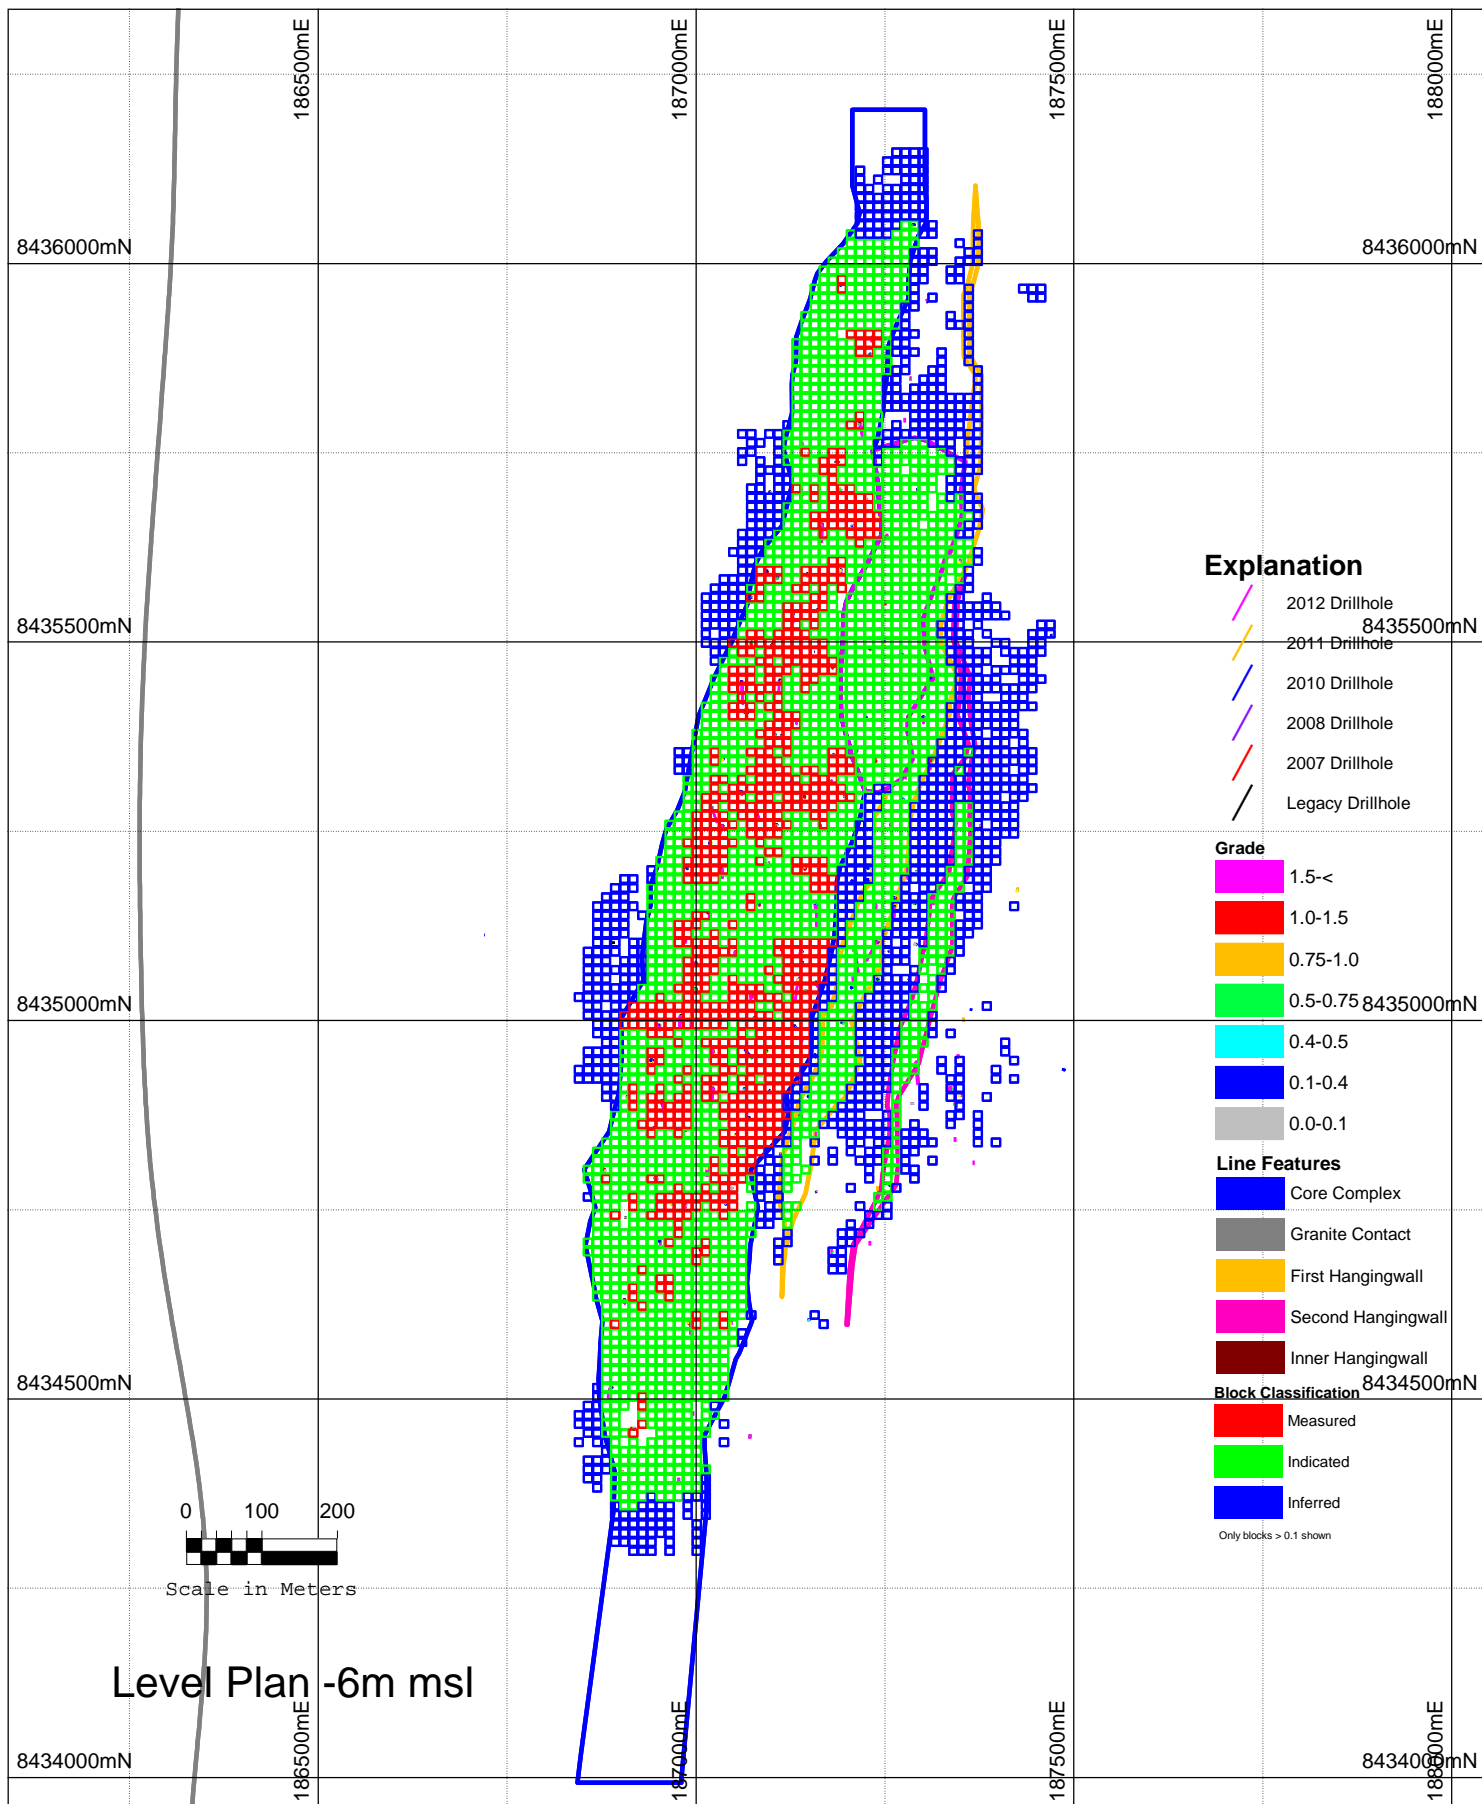 186500mE
187000mE
187500mE
188000mE
8436000mN
8436000mN
Explanation
2012 Drillhole
8435500mN
8435500mN
2011 Drillhole
2010 Drillhole
2008 Drillhole
2007 Drillhole
Legacy Drillhole
Grade
1.5-<
1.0-1.5
0.75-1.0
0.5-0.75
8435000mN
8435000mN
0.4-0.5
0.1-0.4
0.0-0.1
Line Features
Core Complex
Granite Contact
First Hangingwall
Second Hangingwall
Inner Hangingwall
8434500mN
8434500mN
Block Classification
Measured
Indicated
Inferred
Only blocks > 0.1 shown
0 100 200
Scale in Meters
Level Plan -6m msl
186500mE
187000mE
187500mE
188000mE
8434000mN
8434000mN